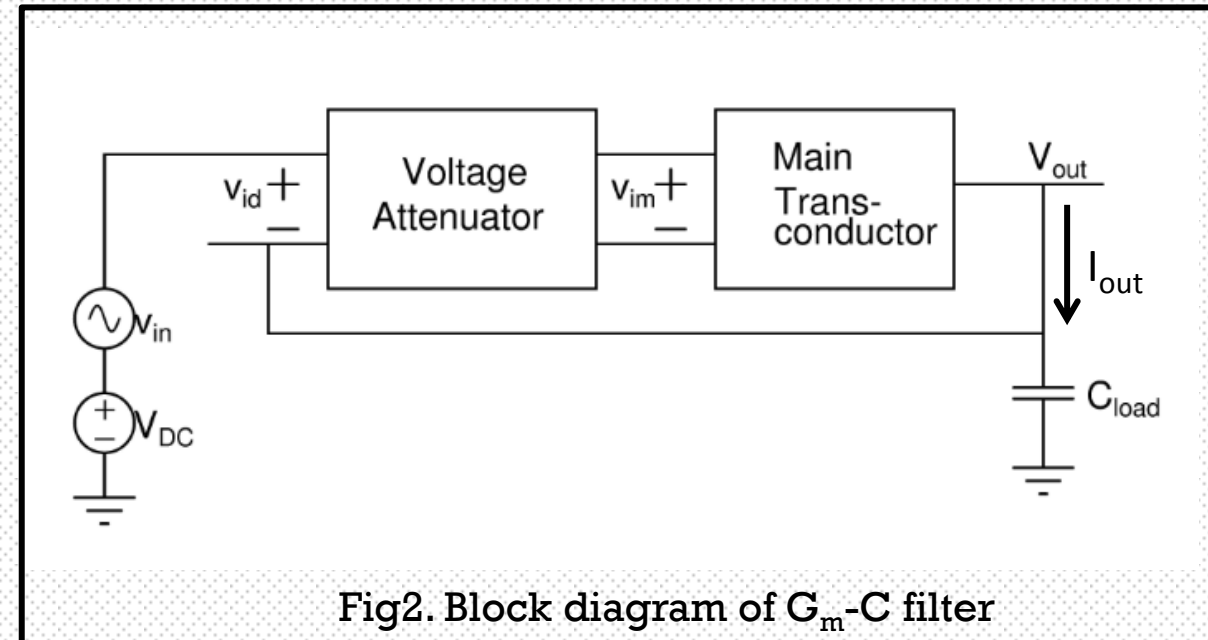 Voltage
Attenuator
Main
Trans-
conductor
V_out
v_id + −
v_im + −
I_out
v_in
+ −
V_DC
C_load
Fig2. Block diagram of G_m-C filter